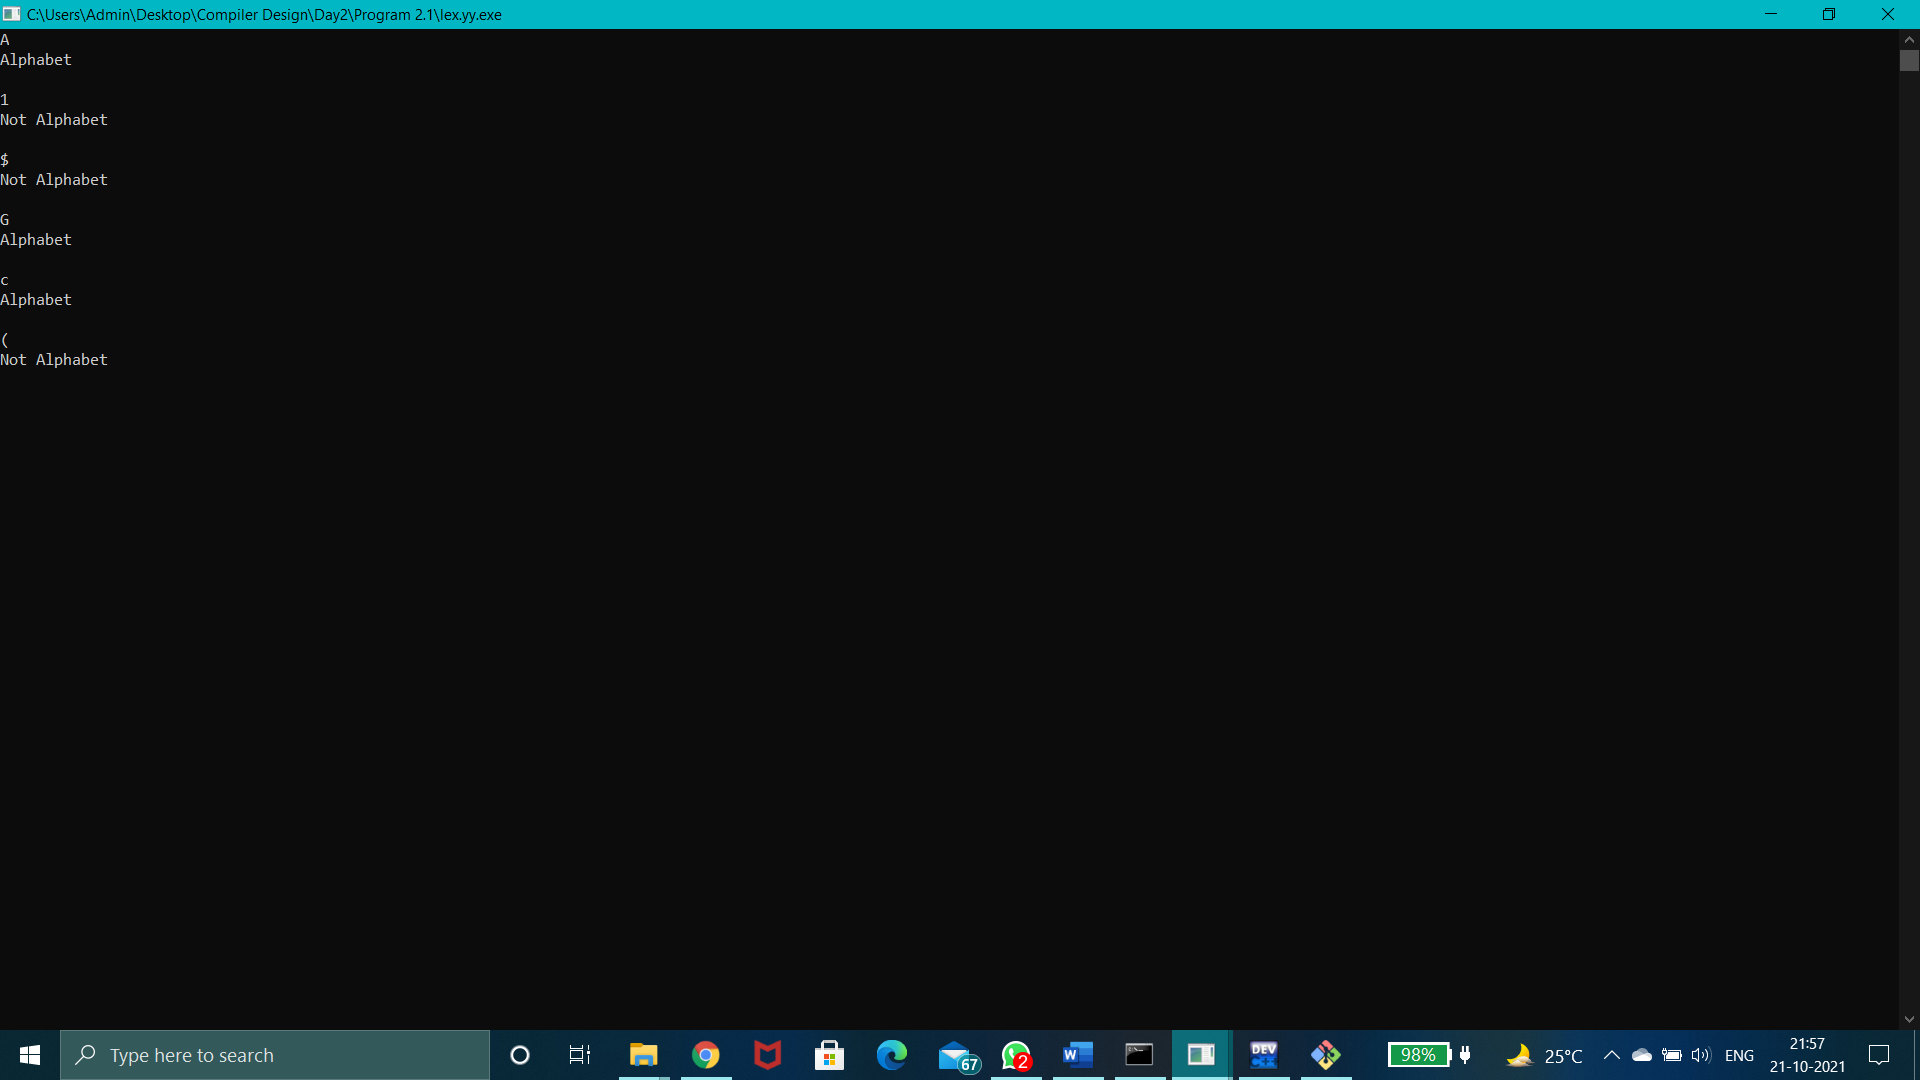 C:\Users\Admin\Desktop\Compiler Design\Day2\Program 2.1\lex.yy.exe
A
Alphabet
1
Not Alphabet
$
Not Alphabet
G
Alphabet
c
Alphabet
(
Not Alphabet
Type here to search
67
2
W
DEV
C++
98%
25°C
ENG
21:57
21-10-2021